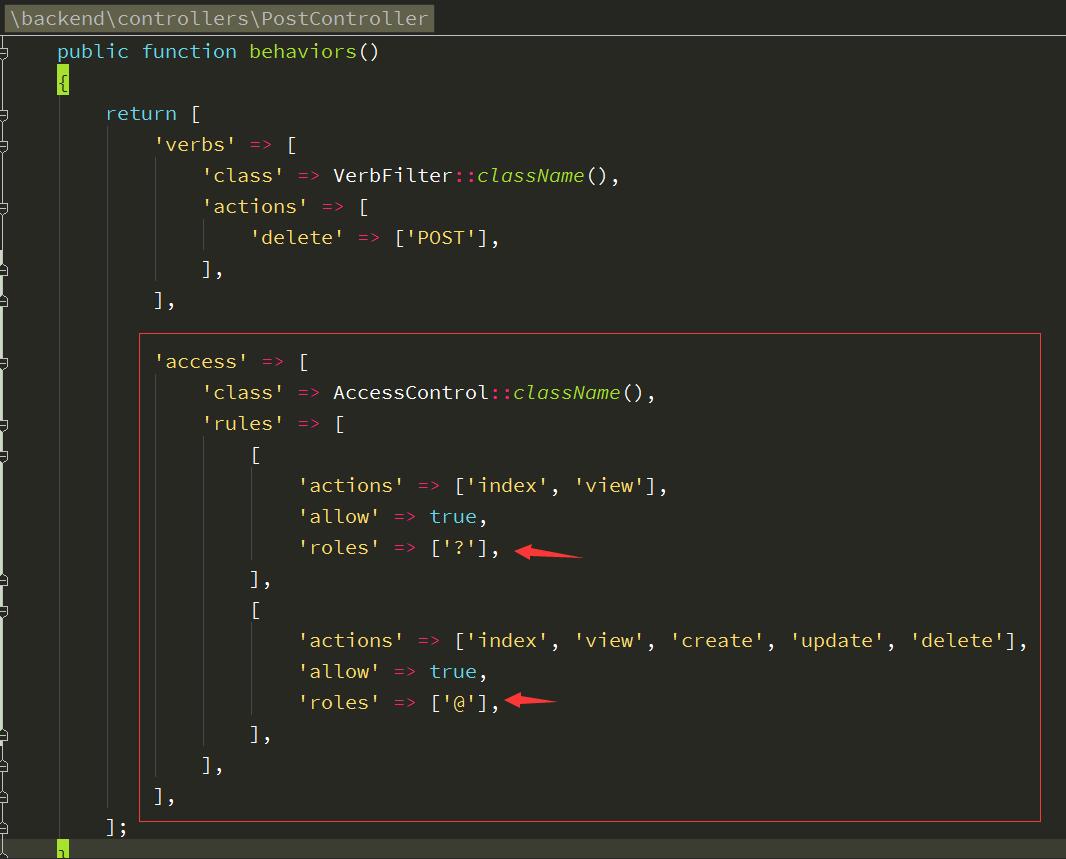 \backend\controllers\PostController
public function behaviors()
{
return [
'verbs' => [
'class' => VerbFilter::className(),
'actions' => [
'delete' => ['POST'],
],
],
'access' => [
'class' => AccessControl::className(),
'rules' => [
[
'actions' => ['index', 'view'],
'allow' => true,
'roles' => ['?'],
],
[
'actions' => ['index', 'view', 'create', 'update', 'delete'],
'allow' => true,
'roles' => ['@'],
],
],
],
];
}